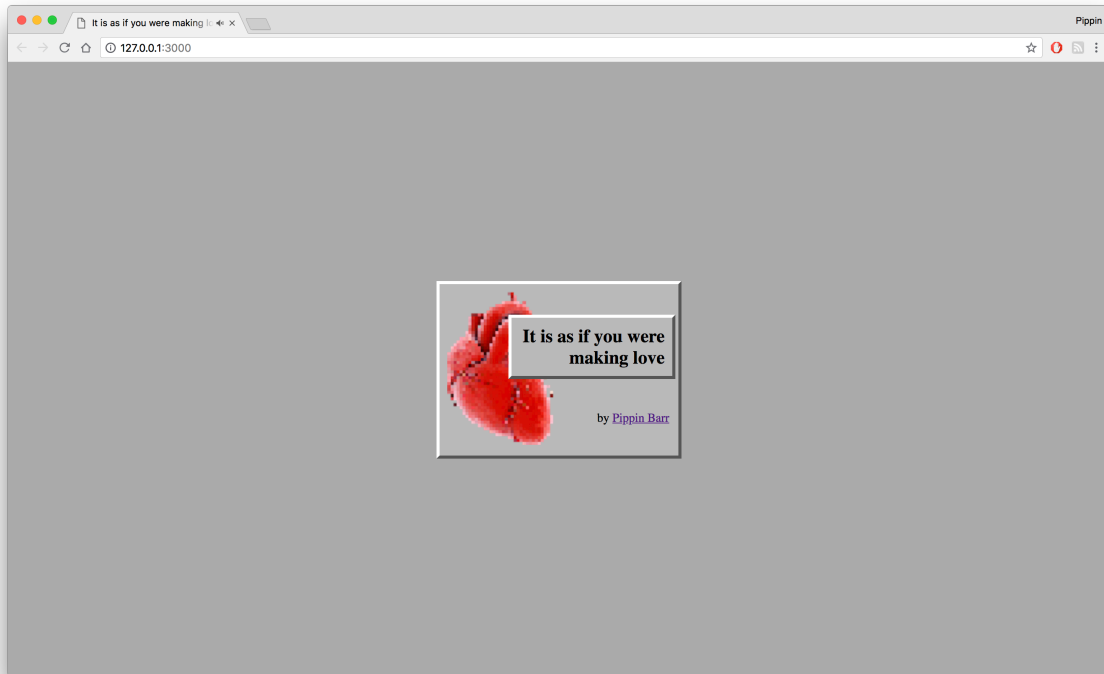 It is as if you were making lo
Pippin
127.0.0.1:3000
It is as if you were
making love
by Pippin Barr